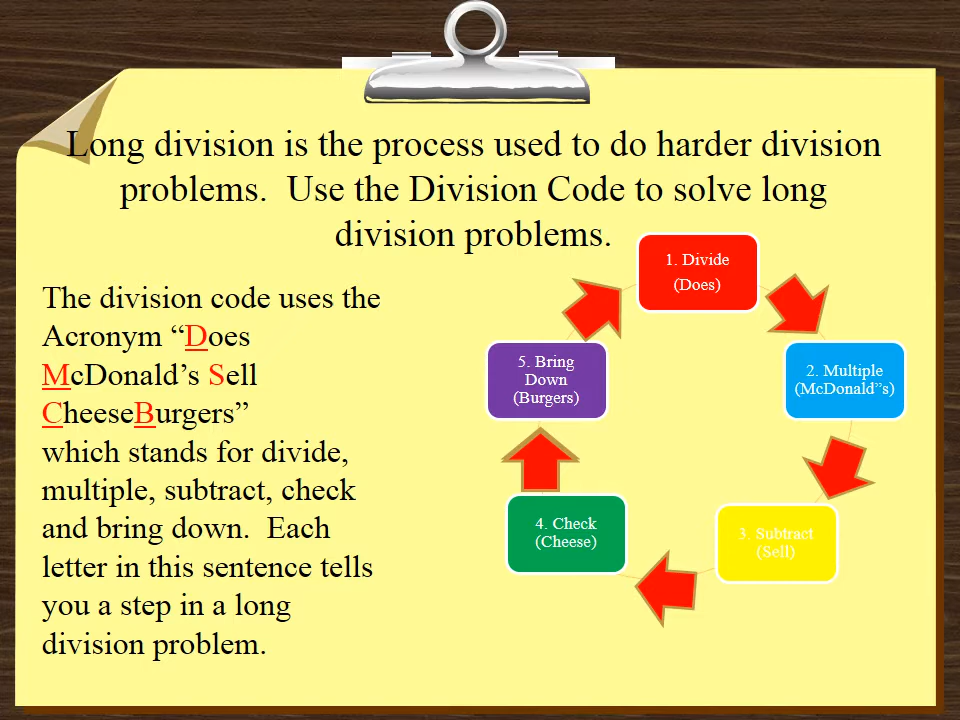 Long division is the process used to do harder division
problems.  Use the Division Code to solve long
division problems.
The division code uses the
Acronym “Does
McDonald’s Sell
CheeseBurgers”
which stands for divide,
multiple, subtract, check
and bring down.  Each
letter in this sentence tells
you a step in a long
division problem.
1. Divide
(Does)
2. Multiple
(McDonald”s)
3. Subtract
(Sell)
4. Check
(Cheese)
5. Bring
Down
(Burgers)